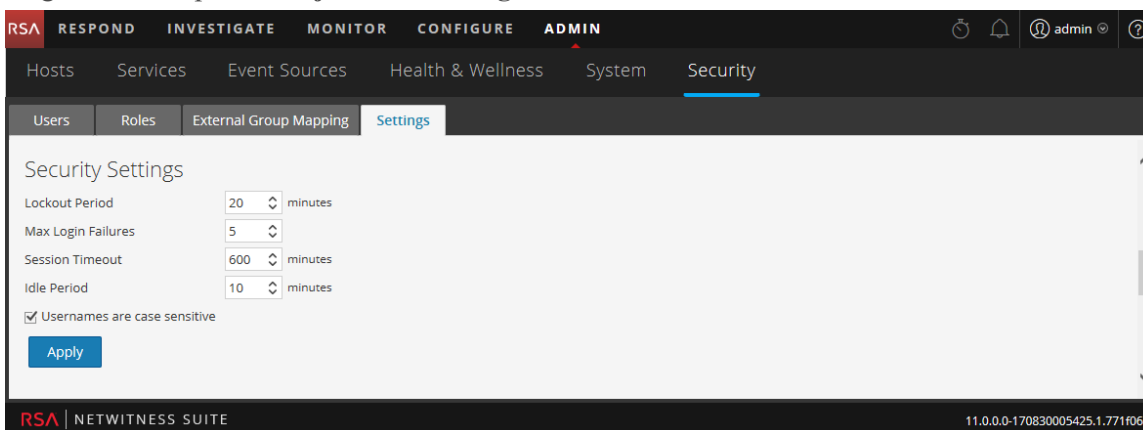 RSA RESPOND INVESTIGATE MONITOR CONFIGURE ADMIN admin
Hosts Services Event Sources Health & Wellness System Security
Users Roles External Group Mapping Settings
Security Settings
Lockout Period 20 minutes
Max Login Failures 5
Session Timeout 600 minutes
Idle Period 10 minutes
Usernames are case sensitive
Apply
RSA NETWITNESS SUITE 11.0.0.0-170830005425.1.771f06